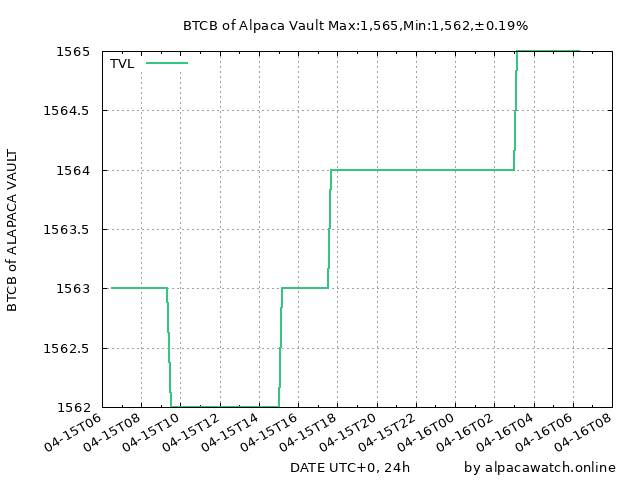 BTCB of Alpaca Vault Max:1,565,Min:1,562,±0.19%
TVL
1565
1564.5
1564
1563.5
1563
1562.5
1562
BTCB of ALAPACA VAULT
04-15T06
04-15T08
04-15T10
04-15T12
04-15T14
04-15T16
04-15T18
04-15T20
04-15T22
04-16T00
04-16T02
04-16T04
04-16T06
04-16T08
DATE UTC+0, 24h
by alpacawatch.online